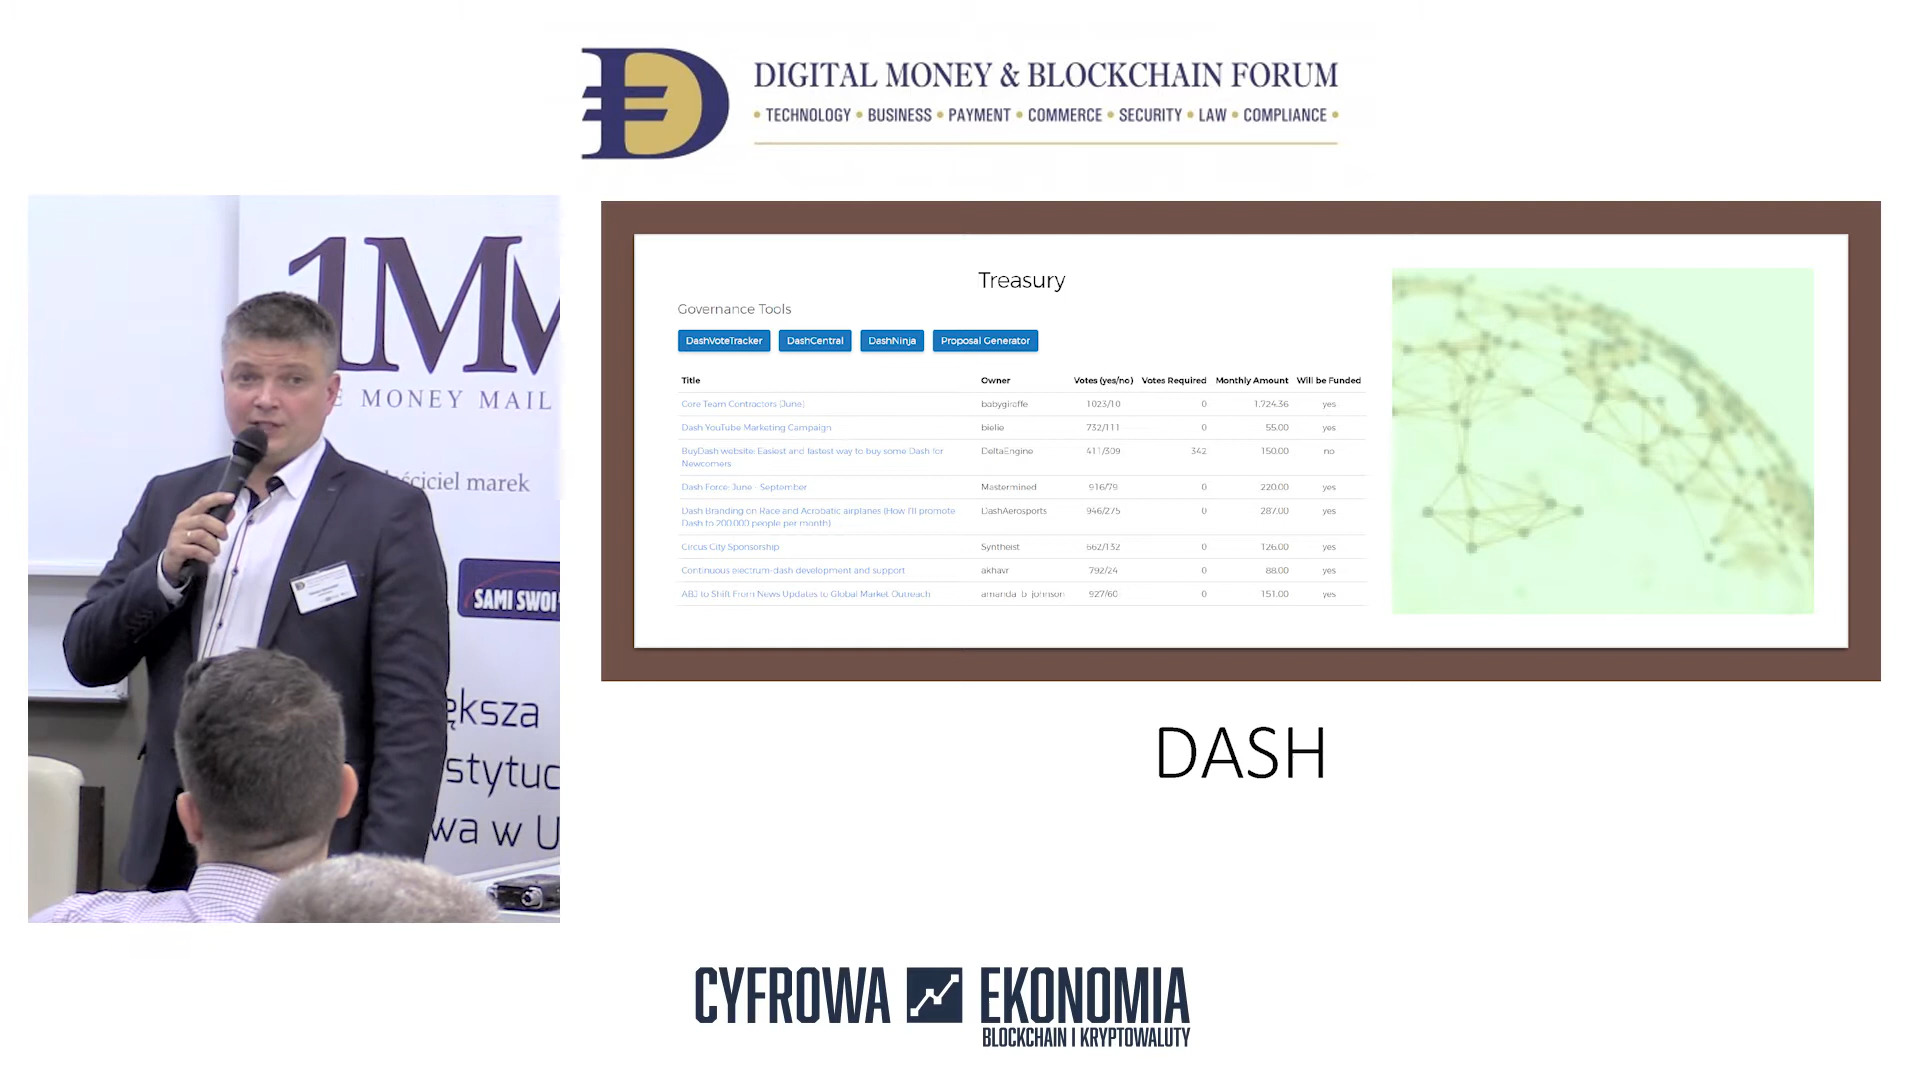 DIGITAL MONEY & BLOCKCHAIN FORUM
• TECHNOLOGY • BUSINESS • PAYMENT • COMMERCE • SECURITY • LAW • COMPLIANCE •
1M
E MONEY MAIL
ściciel marek
SAMI SWOI
ększa
stytuc
wa w U
Treasury
Governance Tools
DashVoteTracker DashCentral DashNinja Proposal Generator
Title Owner Votes (yes/no) Votes Required Monthly Amount Will be Funded
Core Team Contractors (June) babygiraffe 1023/10 0 1,724.36 yes
Dash YouTube Marketing Campaign bielie 732/111 0 55.00 yes
BuyDash website: Easiest and fastest way to buy some Dash for DeltaEngine 411/309 342 150.00 no
Newcomers
Dash Force: June - September Mastermined 916/79 0 220.00 yes
Dash Branding on Race and Acrobatic airplanes (How I'll promote DashAerosports 946/275 0 287.00 yes
Dash to 200,000 people per month)
Circus City Sponsorship Syntheist 662/132 0 126.00 yes
Continuous electrum-dash development and support akhavr 792/24 0 88.00 yes
ABJ to Shift From News Updates to Global Market Outreach amanda_b_johnson 927/60 0 151.00 yes
DASH
CYFROWA EKONOMIA
BLOCKCHAIN I KRYPTOWALUTY